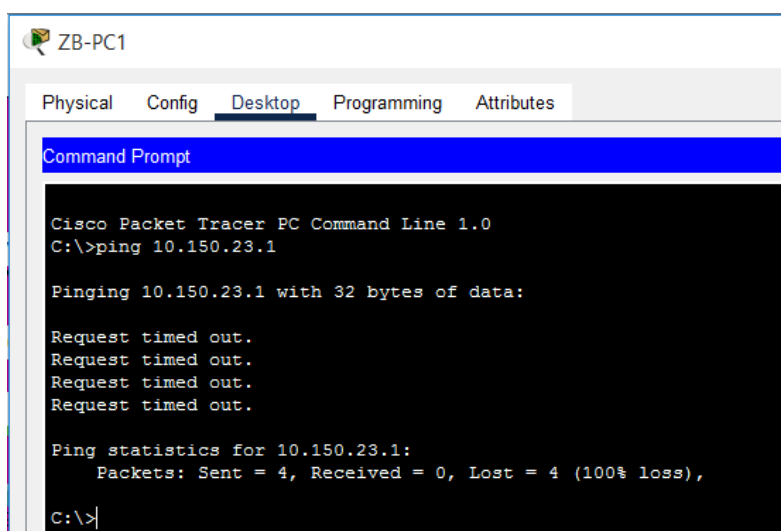 ZB-PC1
Physical Config Desktop Programming Attributes
Command Prompt
Cisco Packet Tracer PC Command Line 1.0
C:\>ping 10.150.23.1
Pinging 10.150.23.1 with 32 bytes of data:
Request timed out.
Request timed out.
Request timed out.
Request timed out.
Ping statistics for 10.150.23.1:
    Packets: Sent = 4, Received = 0, Lost = 4 (100% loss),
C:\>